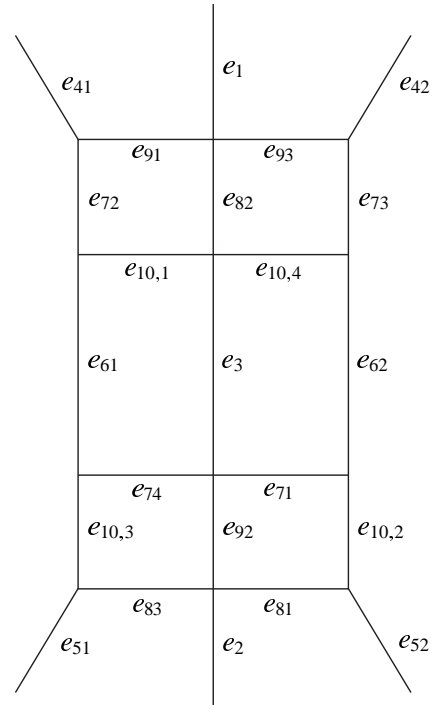 e₄₁ e₁ e₄₂
e₉₁ e₉₃
e₇₂ e₈₂ e₇₃
e₁₀,₁ e₁₀,₄
e₆₁ e₃ e₆₂
e₇₄ e₇₁
e₁₀,₃ e₉₂ e₁₀,₂
e₈₃ e₈₁
e₅₁ e₂ e₅₂